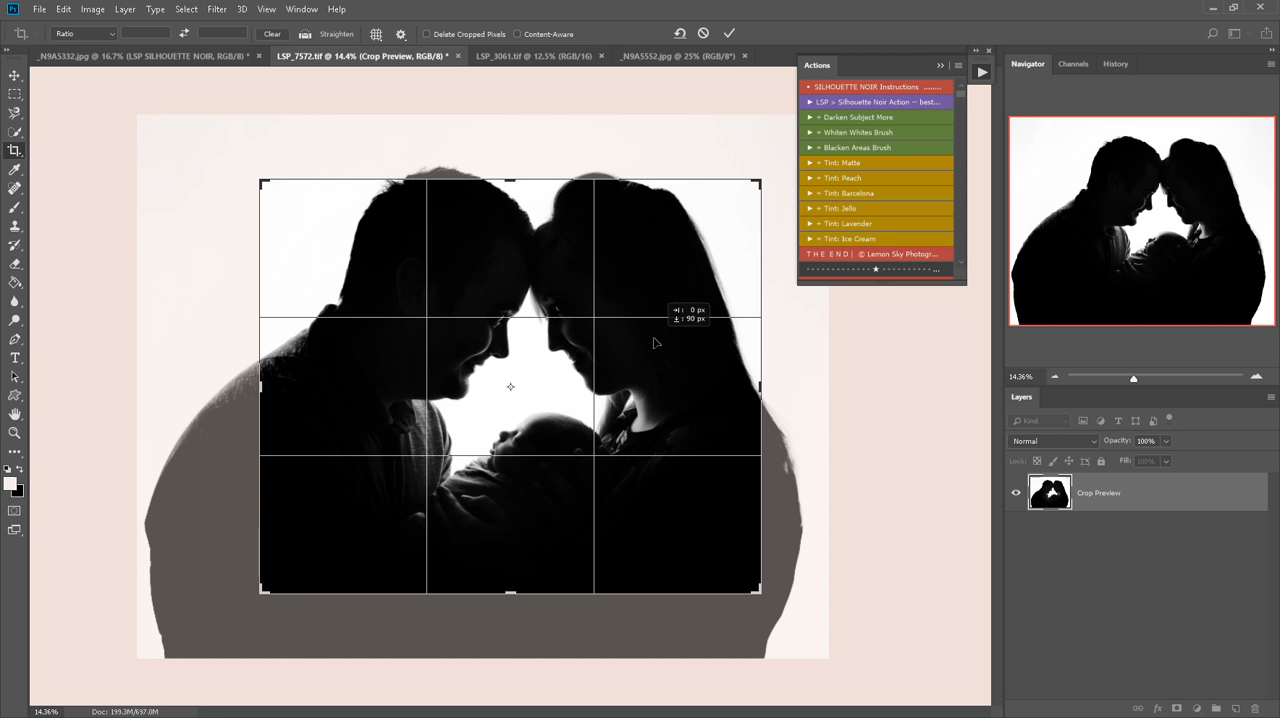 Ps File Edit Image Layer Type Select Filter 3D View Window Help
Ratio Clear Straighten Delete Cropped Pixels Content-Aware
_N9A5332.jpg @ 16.7% (LSP SILHOUETTE NOIR, RGB/8) * × LSP_7572.tif @ 14.4% (Crop Preview, RGB/8) * × LSP_3061.tif @ 12.5% (RGB/16) × _N9A5552.jpg @ 25% (RGB/8*) ×
Actions
SILHOUETTE NOIR Instructions ........
LSP > Silhouette Noir Action -- best...
+ Darken Subject More
+ Whiten Whites Brush
+ Blacken Areas Brush
+ Tint: Matte
+ Tint: Peach
+ Tint: Barcelona
+ Tint: Jello
+ Tint: Lavender
+ Tint: Ice Cream
T H E E N D | © Lemon Sky Photogr...
- - - - - - - - - - - - - ★ - - - - - - - - - - ...
: 0 px
: 90 px
Navigator Channels History
14.36%
Layers
Kind
Normal Opacity: 100%
Lock: Fill: 100%
Crop Preview
14.36% Doc: 199.3M/697.0M